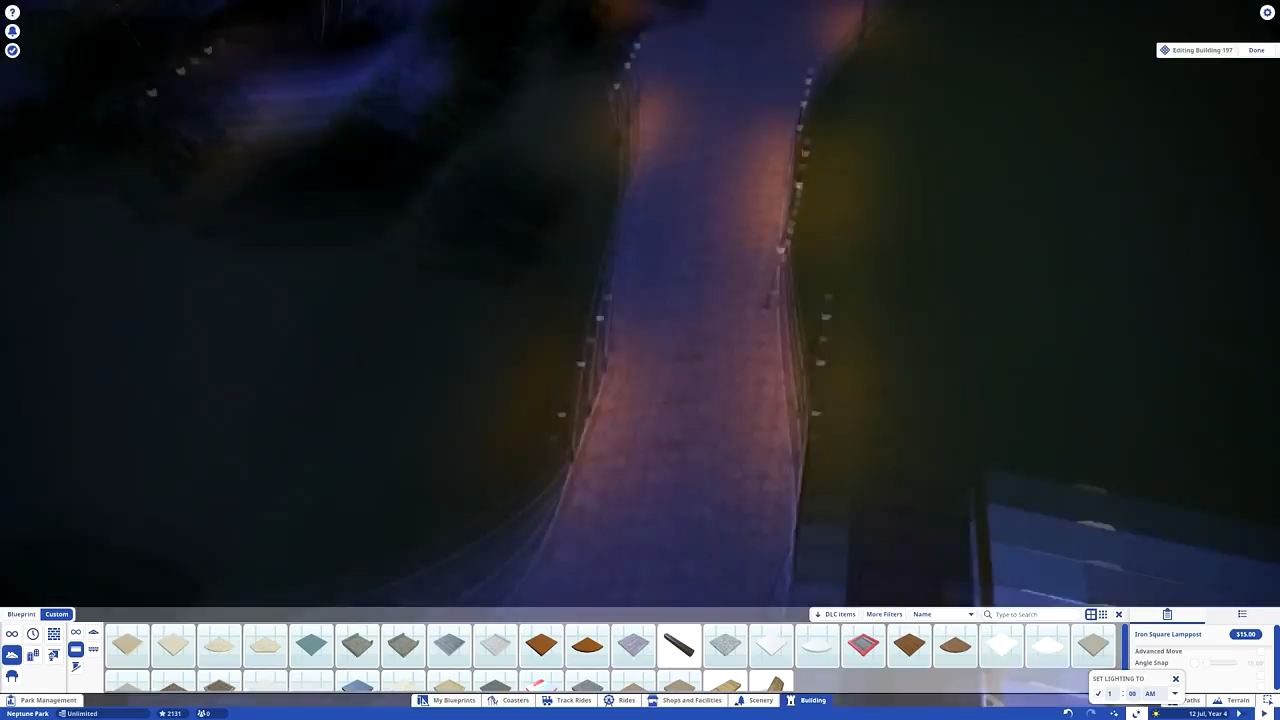 Editing Building 197 Done
Blueprint Custom
DLC Items More Filters Name Type to Search
Iron Square Lamppost $15.00
Advanced Move
Angle Snap
SET LIGHTING TO
1 : 00 AM
Park Management My Blueprints Coasters Track Rides Rides Shops and Facilities Scenery Building Paths Terrain
Neptune Park Unlimited 2131 0 12 Jul, Year 4